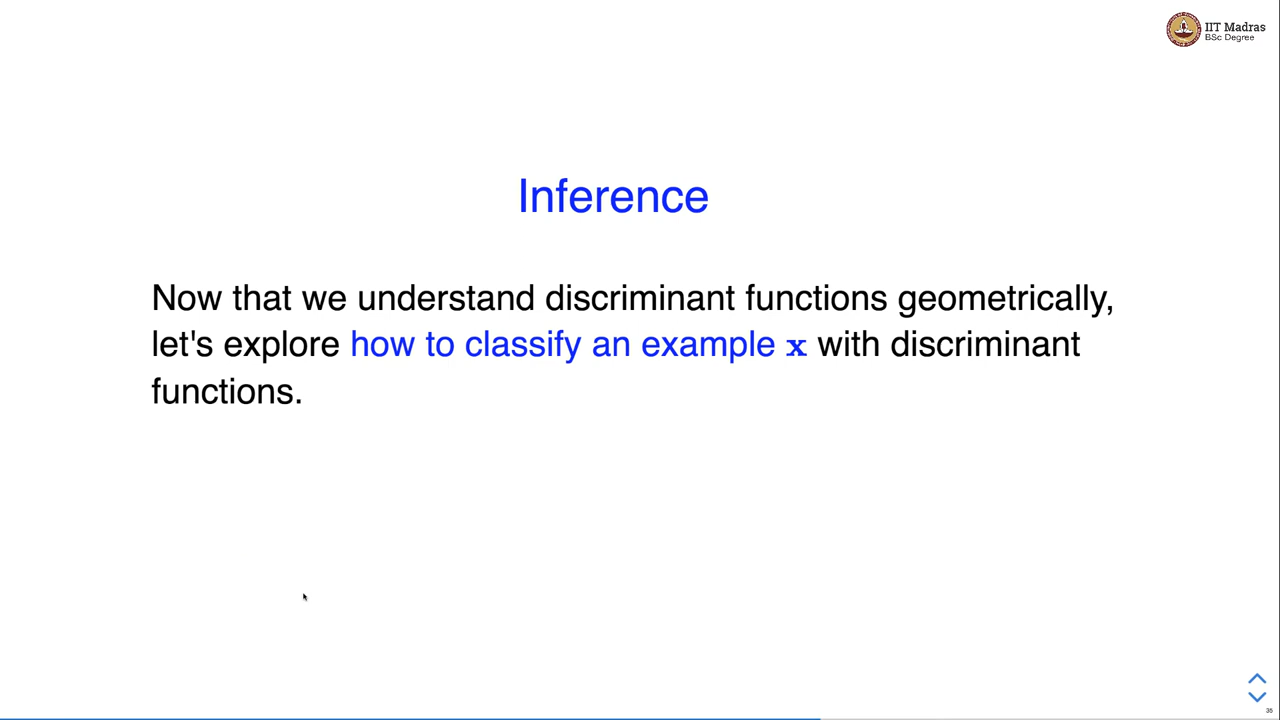 IIT Madras
BSc Degree
Inference
Now that we understand discriminant functions geometrically,
let's explore how to classify an example x with discriminant
functions.